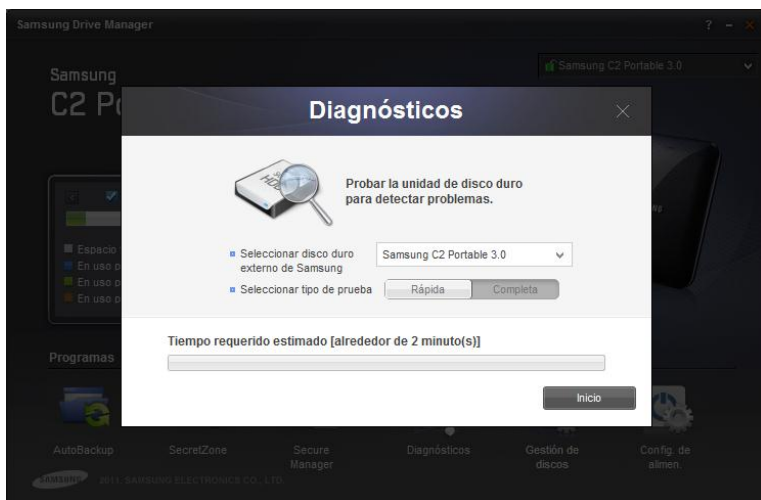 Samsung Drive Manager
? –
Samsung C2 Portable 3.0
Samsung
C2 Po
Diagnósticos
HDD
Probar la unidad de disco duro
para detectar problemas.
Espacio
En uso p
En uso p
En uso p
Seleccionar disco duro
externo de Samsung
Samsung C2 Portable 3.0
Seleccionar tipo de prueba
Rápida
Completa
Tiempo requerido estimado [alrededor de 2 minuto(s)]
Programas
Inicio
AutoBackup
SecretZone
Secure
Manager
Diagnósticos
Gestión de
discos
Config. de
alimen.
SAMSUNG 2011, SAMSUNG ELECTRONICS CO., LTD.